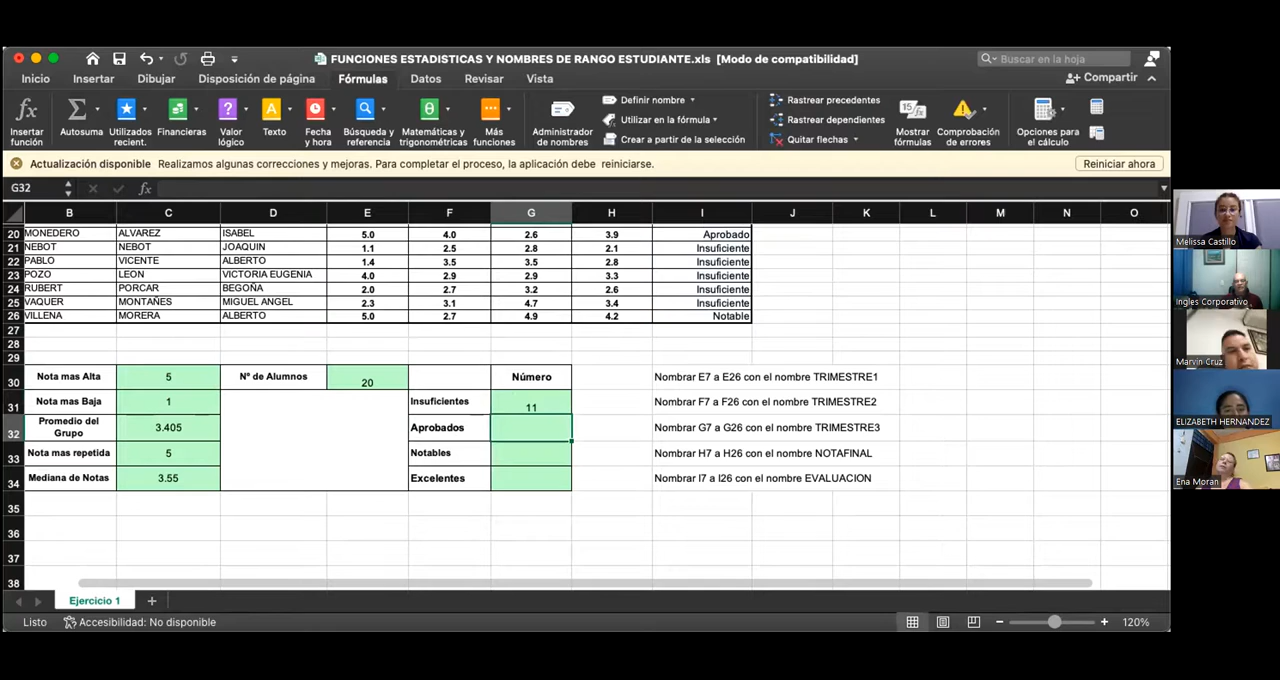 FUNCIONES ESTADISTICAS Y NOMBRES DE RANGO ESTUDIANTE.xls [Modo de compatibilidad]
Buscar en la hoja
Inicio Insertar Dibujar Disposición de página Fórmulas Datos Revisar Vista
Compartir
Insertar función
Autosuma
Utilizados recient.
Financieras
Valor lógico
Texto
Fecha y hora
Búsqueda y referencia
Matemáticas y trigonométricas
Más funciones
Administrador de nombres
Definir nombre
Utilizar en la fórmula
Crear a partir de la selección
Rastrear precedentes
Rastrear dependientes
Quitar flechas
Mostrar fórmulas
Comprobación de errores
Opciones para el cálculo
Actualización disponible Realizamos algunas correcciones y mejoras. Para completar el proceso, la aplicación debe reiniciarse.
Reiniciar ahora
G32 fx
B C D E F G H I J K L M N O
20 MONEDERO ALVAREZ ISABEL 5.0 4.0 2.6 3.9 Aprobado
21 NEBOT NEBOT JOAQUIN 1.1 2.5 2.8 2.1 Insuficiente
22 PABLO VICENTE ALBERTO 1.4 3.5 3.5 2.8 Insuficiente
23 POZO LEON VICTORIA EUGENIA 4.0 2.9 2.9 3.3 Insuficiente
24 RUBERT PORCAR BEGOÑA 2.0 2.7 3.2 2.6 Insuficiente
25 VAQUER MONTAÑES MIGUEL ANGEL 2.3 3.1 4.7 3.4 Insuficiente
26 VILLENA MORERA ALBERTO 5.0 2.7 4.9 4.2 Notable
27
28
29
30 Nota mas Alta 5 Nº de Alumnos 20 Número Nombrar E7 a E26 con el nombre TRIMESTRE1
31 Nota mas Baja 1 Insuficientes 11 Nombrar F7 a F26 con el nombre TRIMESTRE2
32 Promedio del Grupo 3.405 Aprobados Nombrar G7 a G26 con el nombre TRIMESTRE3
33 Nota mas repetida 5 Notables Nombrar H7 a H26 con el nombre NOTAFINAL
34 Mediana de Notas 3.55 Excelentes Nombrar I7 a I26 con el nombre EVALUACION
35
36
37
38
Ejercicio 1
Listo Accesibilidad: No disponible 120%
Melissa Castillo
Ingles Corporativo
Marvin Cruz
ELIZABETH HERNANDEZ
Ena Moran